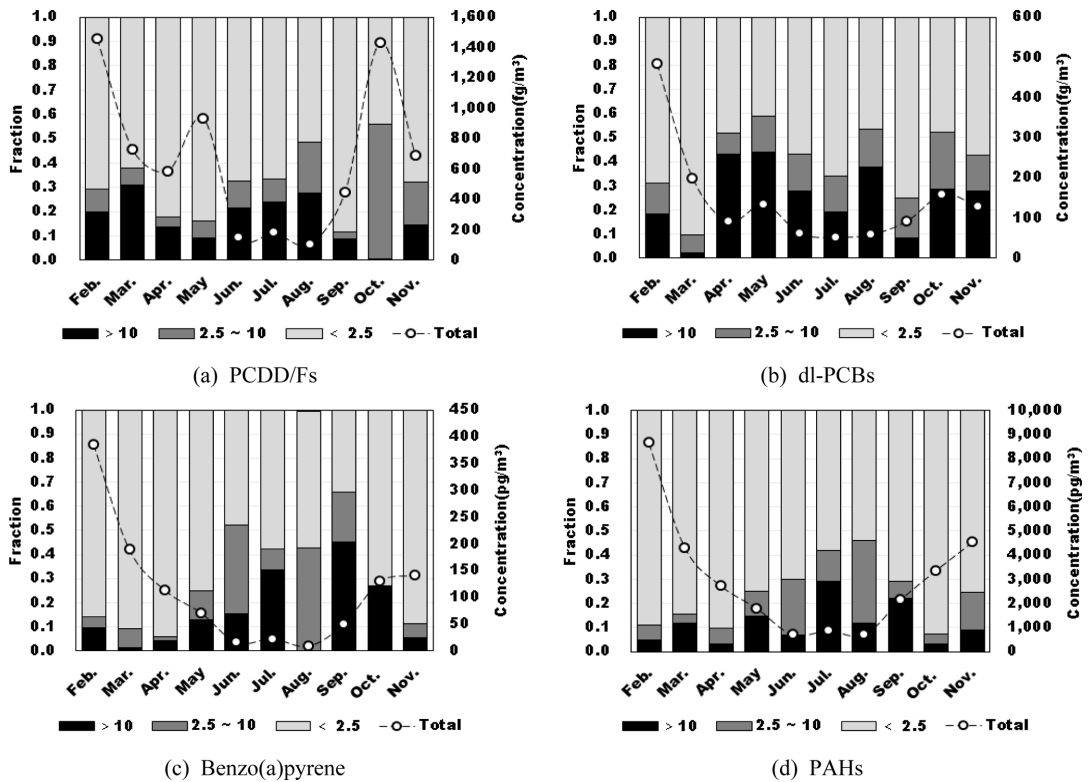 1.0 1,600 1.0 600
0.9 1,400 0.9 500
0.8 1,200 0.8
0.7 1,000 0.7 400
0.6 0.6
0.5 800 0.5 300
0.4 600 0.4 200
0.3 400 0.3
0.2 0.2 100
0.1 200 0.1
0.0 0 0.0 0
Fraction Concentration(fg/m³) Fraction Concentration(fg/m³)
Feb. Mar. Apr. May Jun. Jul. Aug. Sep. Oct. Nov. Feb. Mar. Apr. May Jun. Jul. Aug. Sep. Oct. Nov.
> 10 2.5 ~ 10 < 2.5 Total > 10 2.5 ~ 10 < 2.5 Total
(a) PCDD/Fs (b) dl-PCBs
1.0 450 1.0 10,000
0.9 400 0.9 9,000
0.8 350 0.8 8,000
0.7 300 0.7 7,000
0.6 250 0.6 6,000
0.5 200 0.5 5,000
0.4 150 0.4 4,000
0.3 100 0.3 3,000
0.2 50 0.2 2,000
0.1 0.1 1,000
0.0 0 0.0 0
Fraction Concentration(pg/m³) Fraction Concentration(pg/m³)
Feb. Mar. Apr. May Jun. Jul. Aug. Sep. Oct. Nov. Feb. Mar. Apr. May Jun. Jul. Aug. Sep. Oct. Nov.
> 10 2.5 ~ 10 < 2.5 Total > 10 2.5 ~ 10 < 2.5 Total
(c) Benzo(a)pyrene (d) PAHs